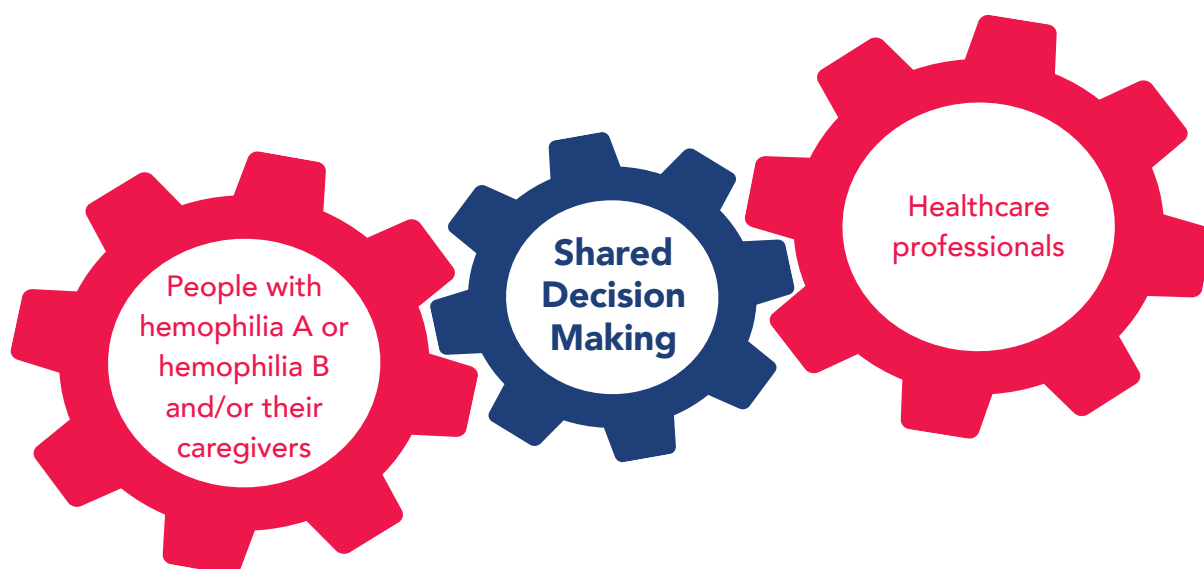 People with
hemophilia A or
hemophilia B
and/or their
caregivers
Shared
Decision
Making
Healthcare
professionals